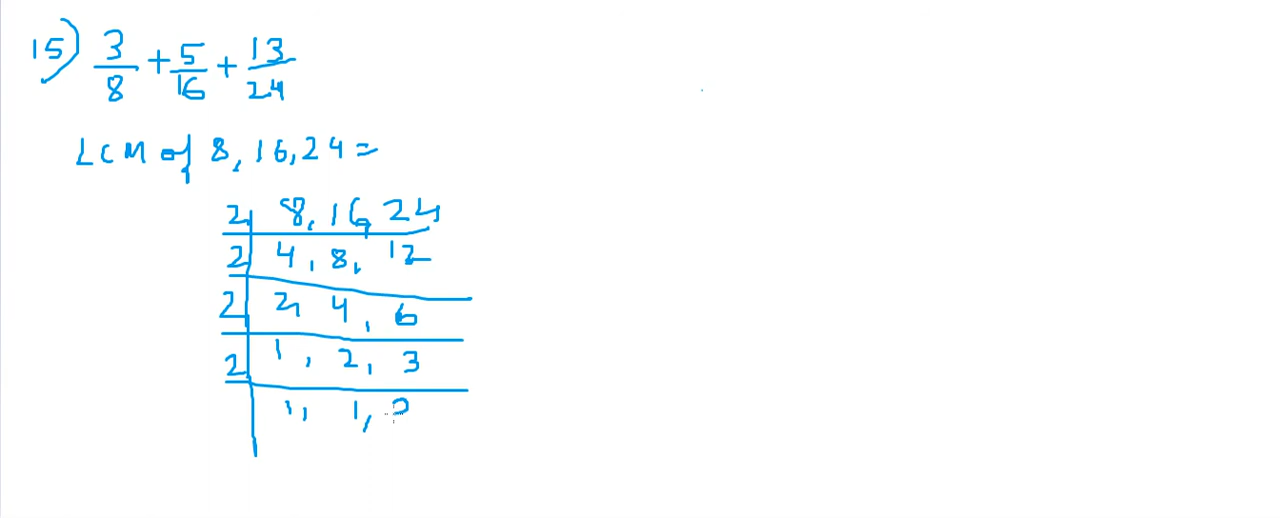 15) 3/8 + 5/16 + 13/24
LCM of 8, 16, 24 =
2 | 8, 16, 24
2 | 4, 8, 12
2 | 2, 4, 6
2 | 1, 2, 3
1, 1,